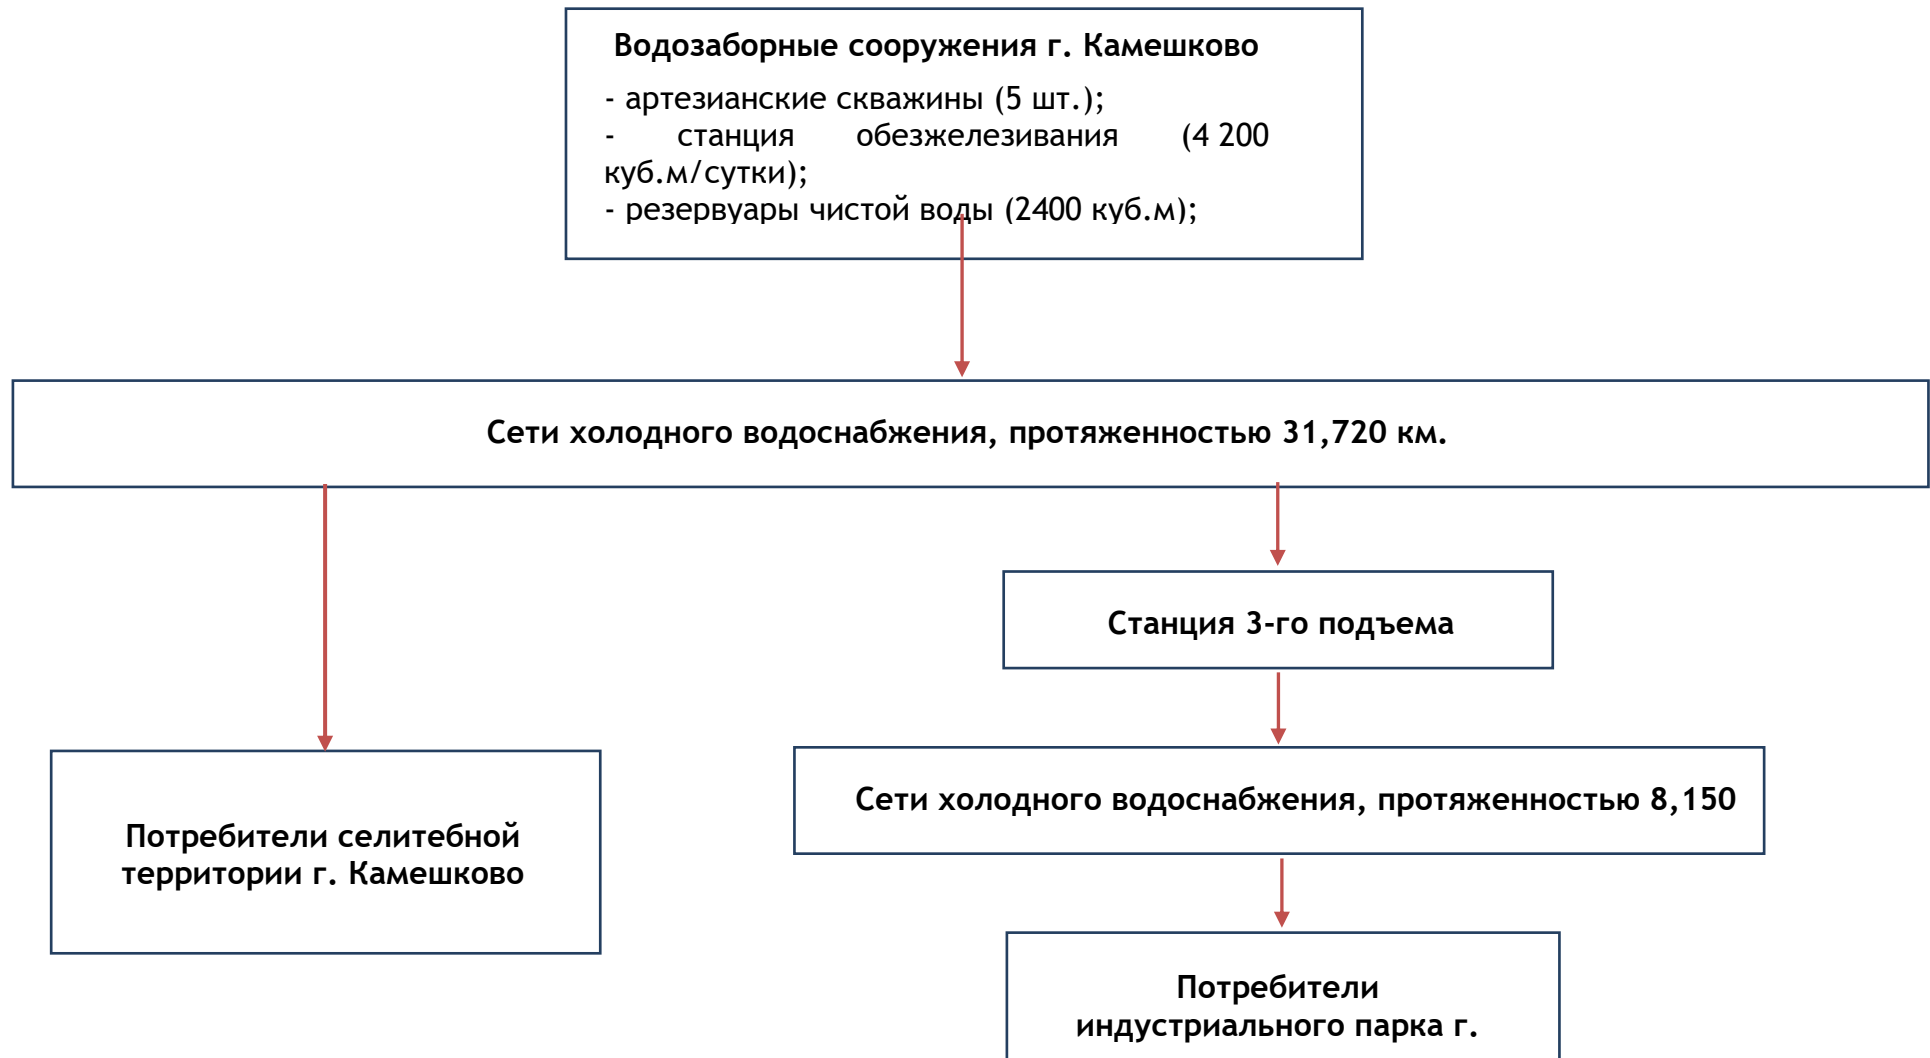 Водозаборные сооружения г. Камешково
- артезианские скважины (5 шт.);
- станция обезжелезивания (4 200
куб.м/сутки);
- резервуары чистой воды (2400 куб.м);
Сети холодного водоснабжения, протяженностью 31,720 км.
Станция 3-го подъема
Сети холодного водоснабжения, протяженностью 8,150
Потребители селитебной
территории г. Камешково
Потребители
индустриального парка г.